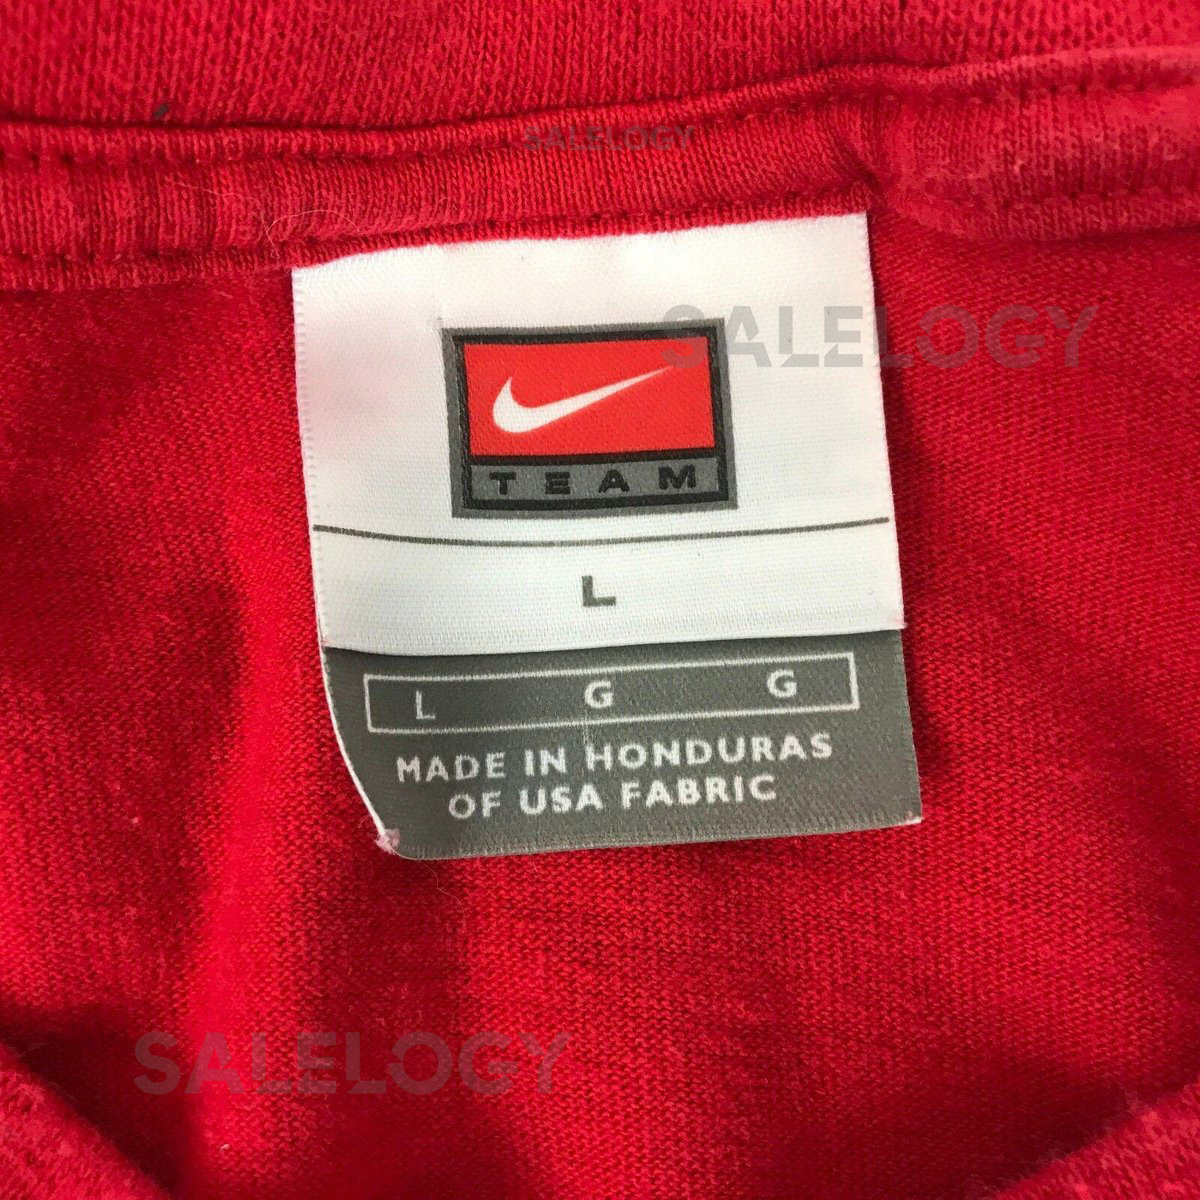 SALELOGY
SALELOGY
TEAM
L
L G G
MADE IN HONDURAS
OF USA FABRIC
SALELOGY